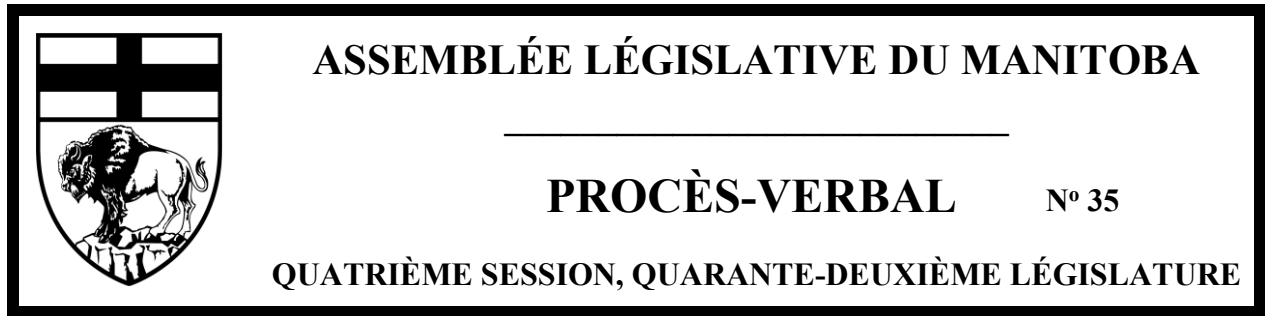 ASSEMBLÉE LÉGISLATIVE DU MANITOBA
PROCÈS-VERBAL Nº 35
QUATRIÈME SESSION, QUARANTE-DEUXIÈME LÉGISLATURE